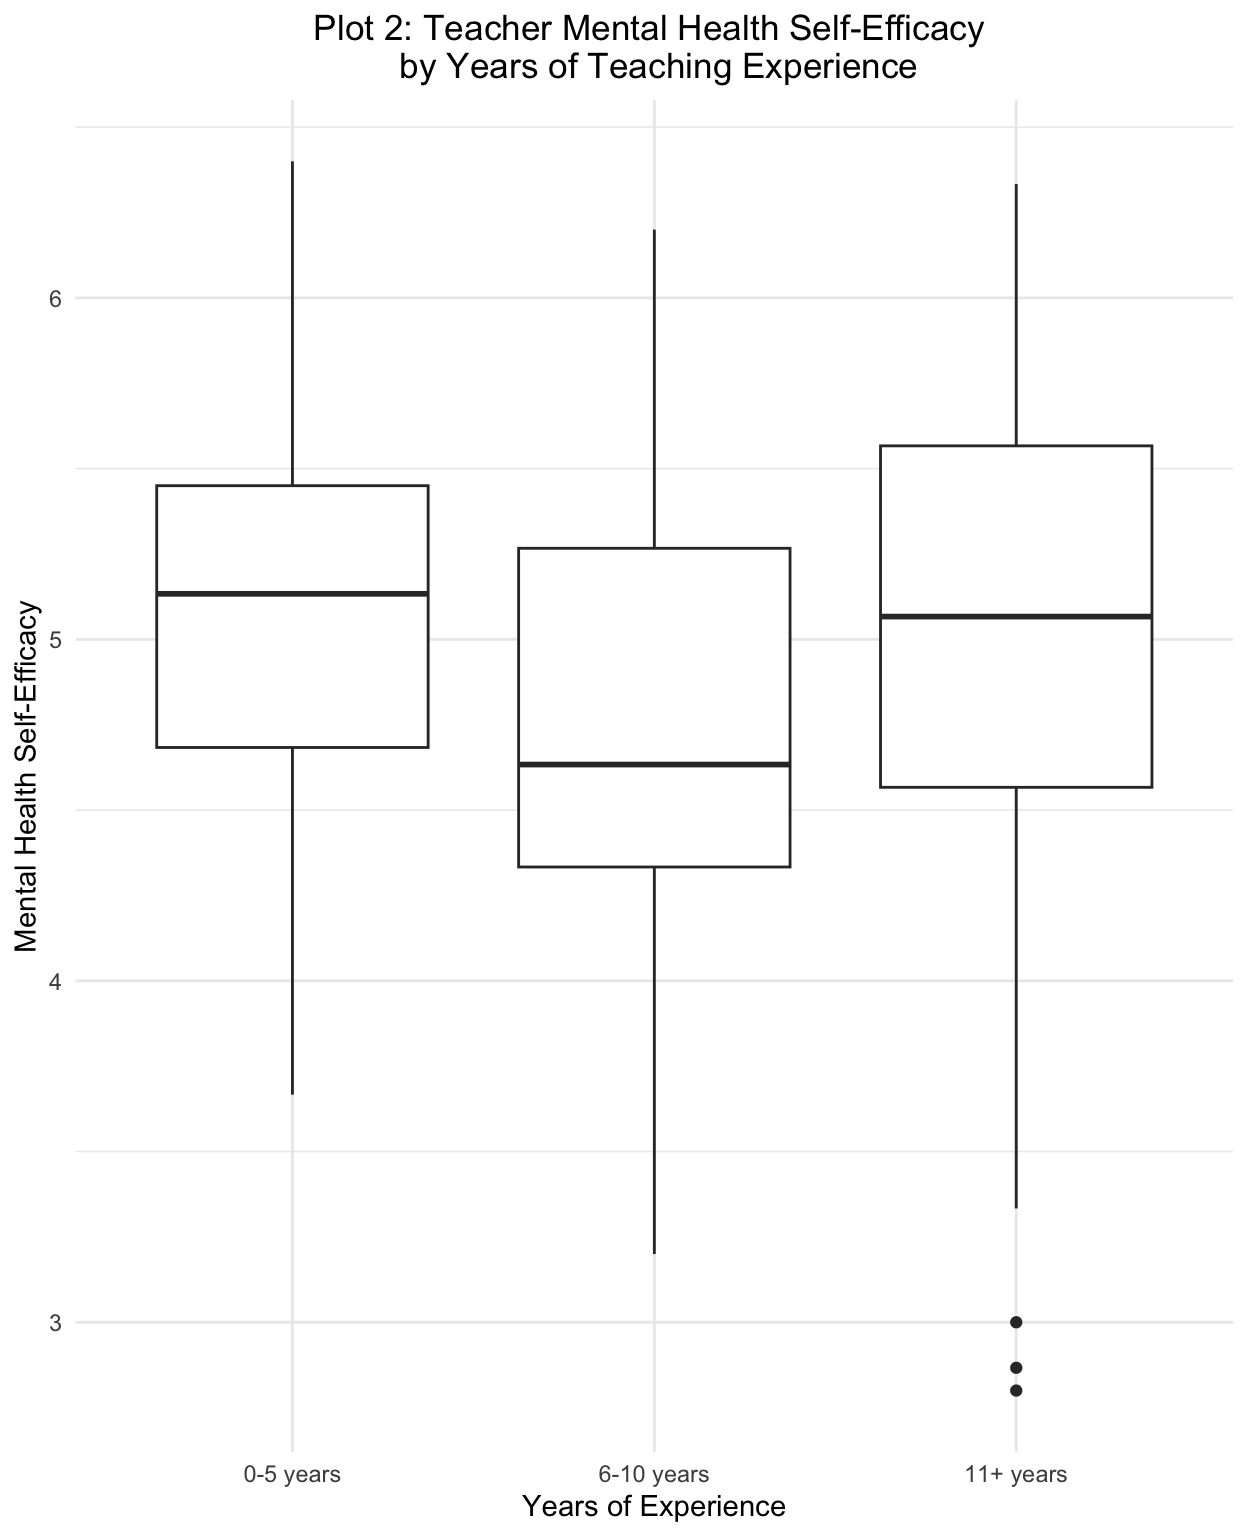 Plot 2: Teacher Mental Health Self-Efficacy
by Years of Teaching Experience
Mental Health Self-Efficacy
6
5
4
3
0-5 years
6-10 years
11+ years
Years of Experience